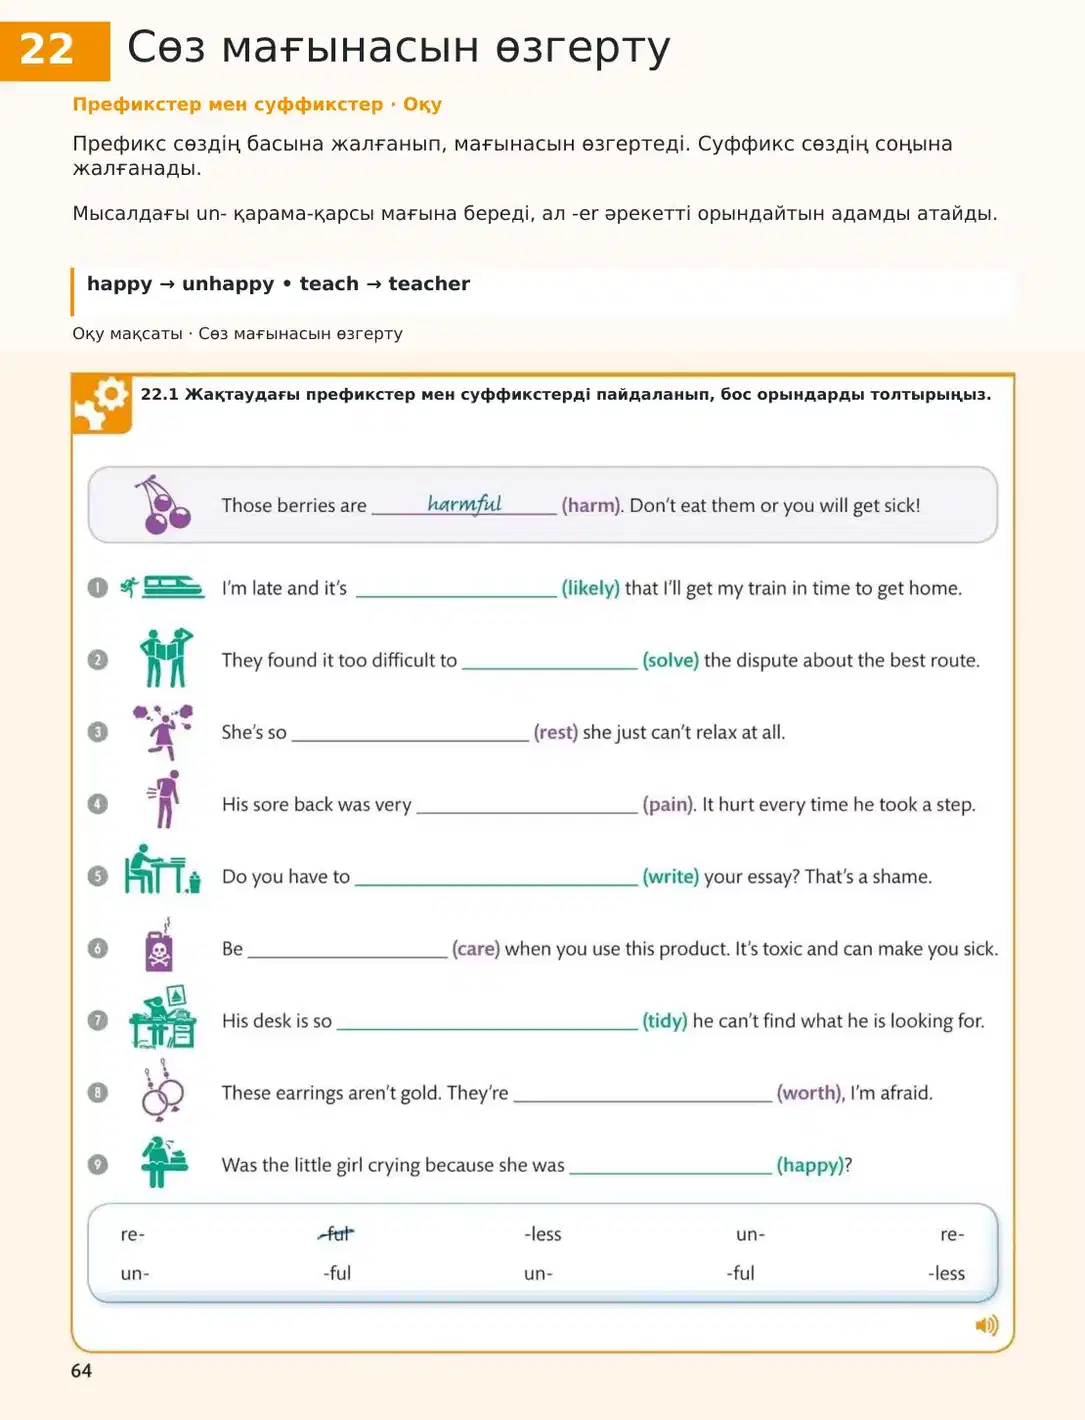 22
Сөз мағынасын өзгерту
Префикстер мен суффикстер · Оқу
Префикс сөздің басына жалғанып, мағынасын өзгертеді. Суффикс сөздің соңына
жалғанады.
Мысалдағы un- қарама-қарсы мағына береді, ал -er әрекетті орындайтын адамды атайды.
happy → unhappy • teach → teacher
Оқу мақсаты · Сөз мағынасын өзгерту
22.1 Жақтаудағы префикстер мен суффикстерді пайдаланып, бос орындарды толтырыңыз.
Those berries are harmful (harm). Don't eat them or you will get sick!
1 I'm late and it's ____ (likely) that I'll get my train in time to get home.
2 They found it too difficult to ____ (solve) the dispute about the best route.
3 She's so ____ (rest) she just can't relax at all.
4 His sore back was very ____ (pain). It hurt every time he took a step.
5 Do you have to ____ (write) your essay? That's a shame.
6 Be ____ (care) when you use this product. It's toxic and can make you sick.
7 His desk is so ____ (tidy) he can't find what he is looking for.
8 These earrings aren't gold. They're ____ (worth), I'm afraid.
9 Was the little girl crying because she was ____ (happy)?
re- -ful -less un- re-
un- -ful un- -ful -less
64